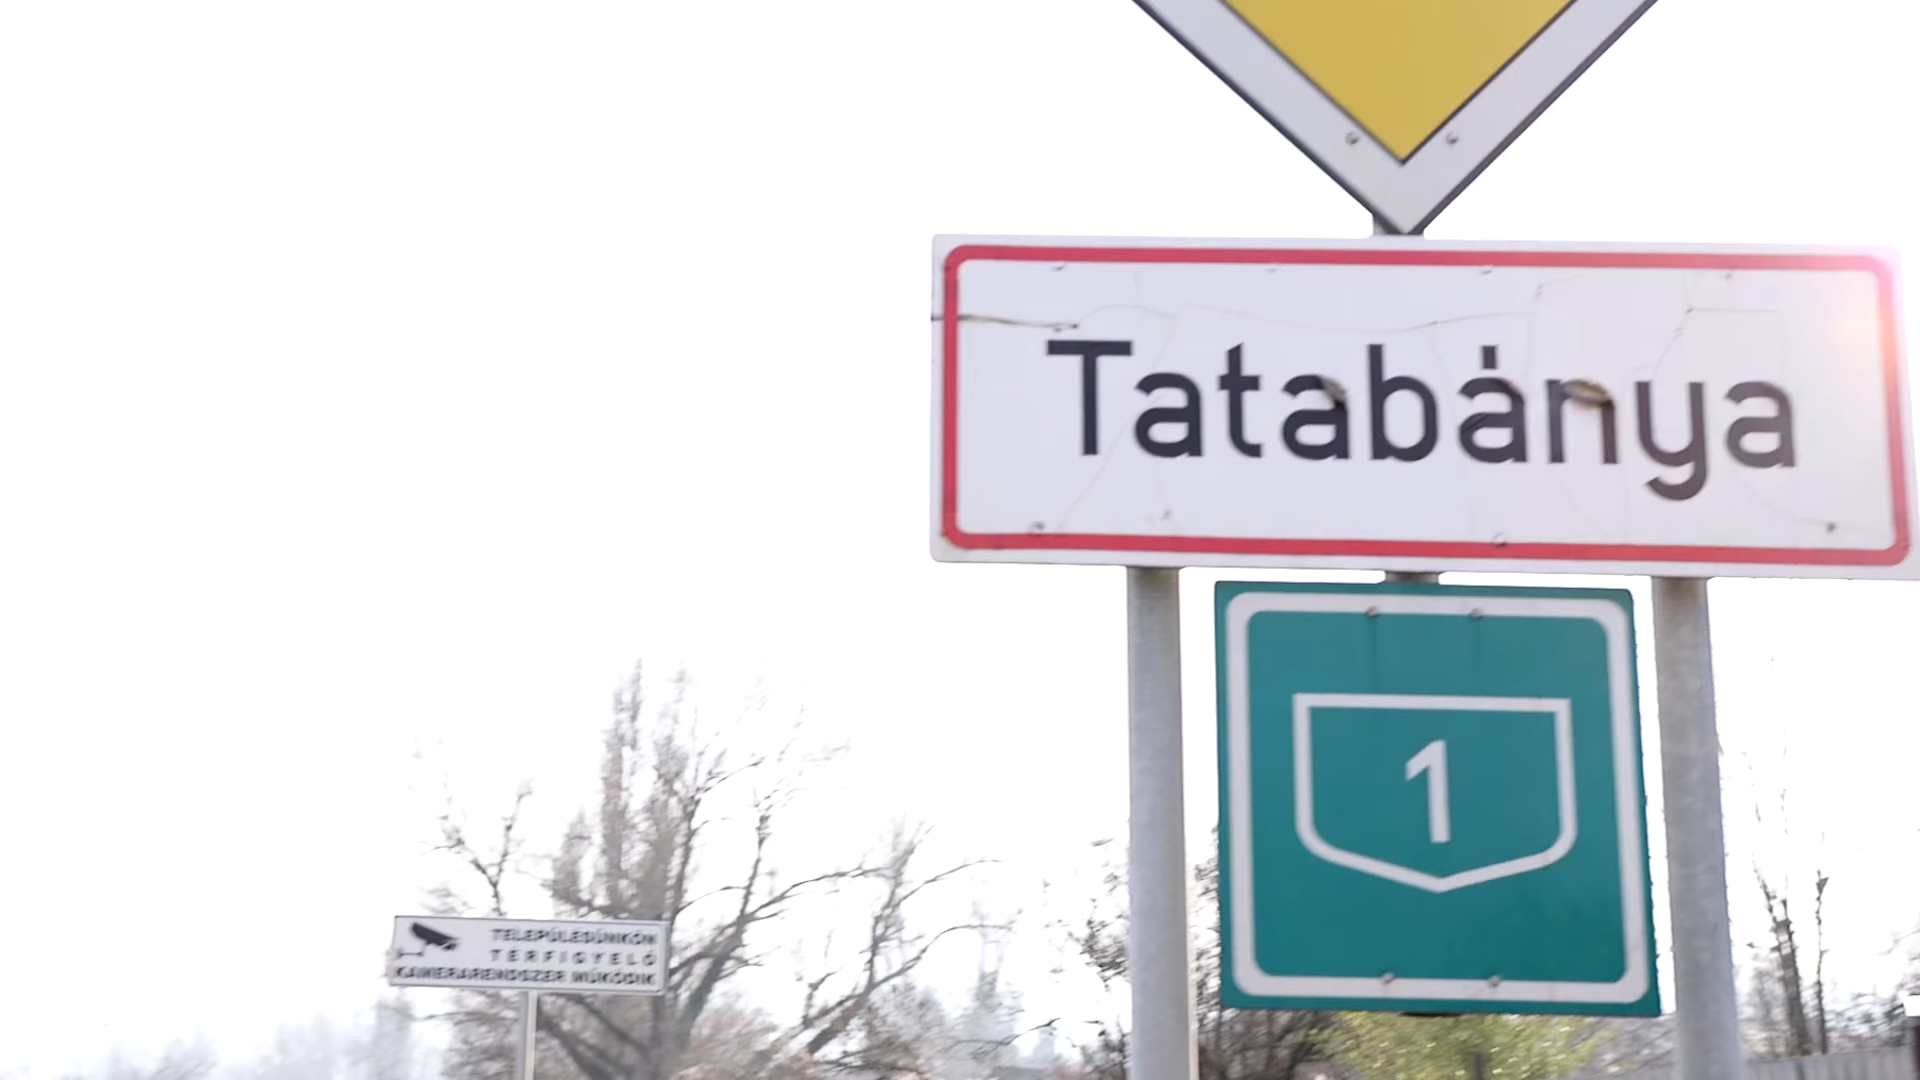 Tatabánya
1
TELEPÜLÉSÜNKÖN
TÉRFIGYELŐ
KAMERARENDSZER MŰKÖDIK